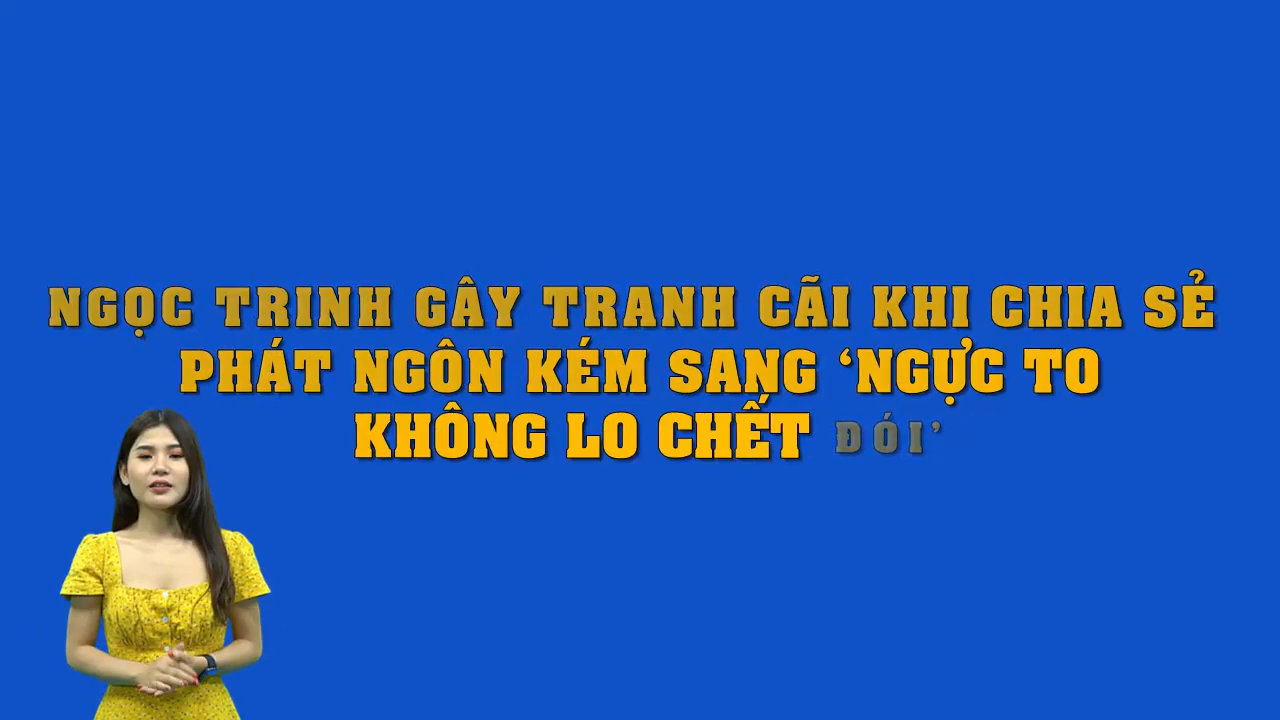 NGỌC TRINH GÂY TRANH CÃI KHI CHIA SẺ
PHÁT NGÔN KÉM SANG ‘NGỰC TO
KHÔNG LO CHẾT ĐÓI’